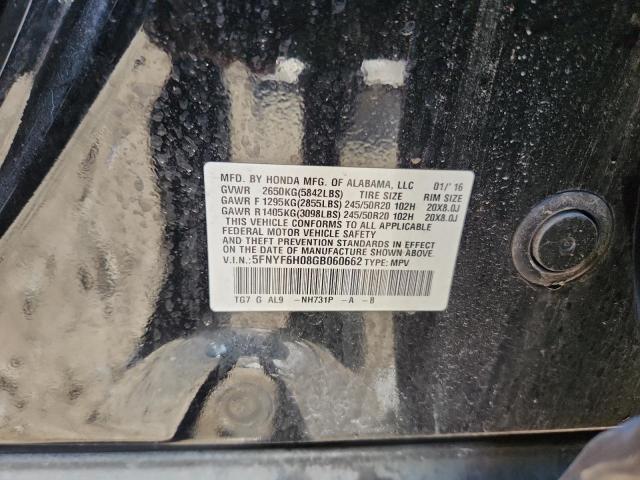 MFD. BY HONDA MFG. OF ALABAMA, LLC 01/'16
GVWR 2650KG(5842LBS) TIRE SIZE RIM SIZE
GAWR F 1295KG(2855LBS) 245/50R20 102H 20X8.0J
GAWR R 1405KG(3098LBS) 245/50R20 102H 20X8.0J
THIS VEHICLE CONFORMS TO ALL APPLICABLE
FEDERAL MOTOR VEHICLE SAFETY
AND THEFT PREVENTION STANDARDS IN EFFECT
ON THE DATE OF MANUFACTURE SHOWN ABOVE.
V.I.N.: 5FNYF6H08GB060662 TYPE: MPV
TG7 G AL9 -NH731P -A -8